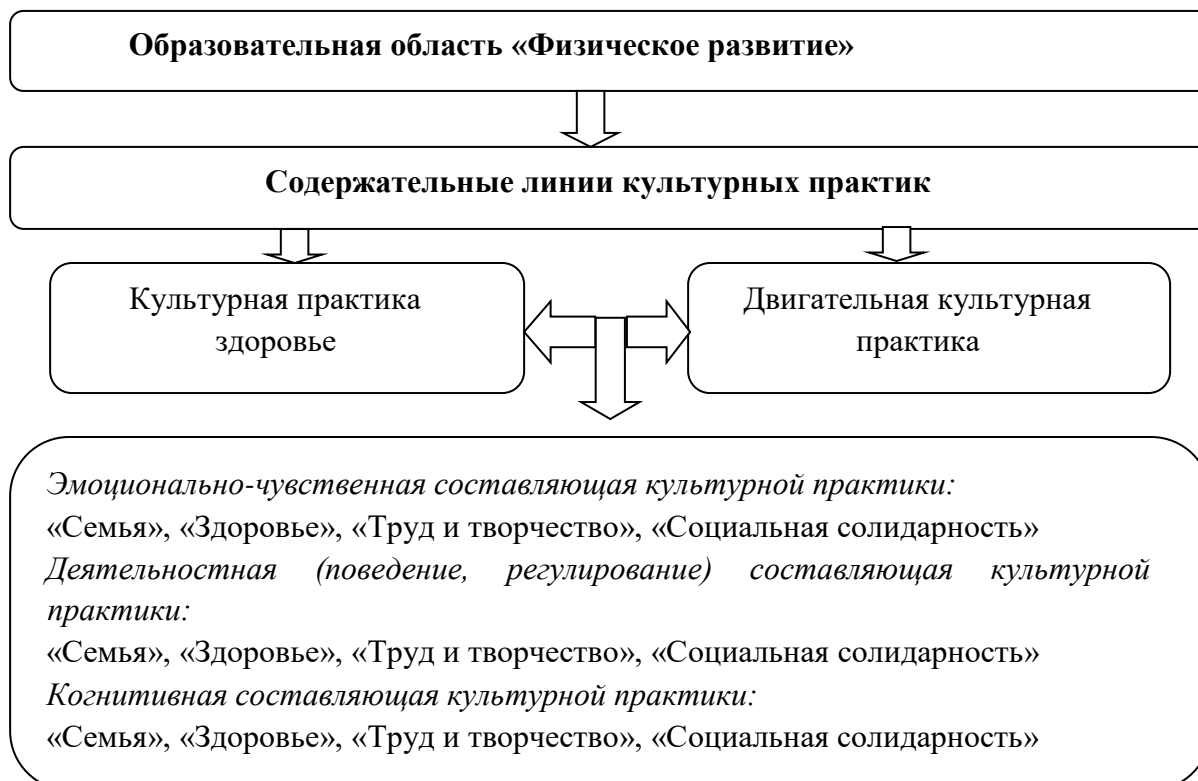 Образовательная область «Физическое развитие»
Содержательные линии культурных практик
Культурная практика
здоровье
Двигательная культурная
практика
Эмоционально-чувственная составляющая культурной практики:
«Семья», «Здоровье», «Труд и творчество», «Социальная солидарность»
Деятельностная (поведение, регулирование) составляющая культурной
практики:
«Семья», «Здоровье», «Труд и творчество», «Социальная солидарность»
Когнитивная составляющая культурной практики:
«Семья», «Здоровье», «Труд и творчество», «Социальная солидарность»